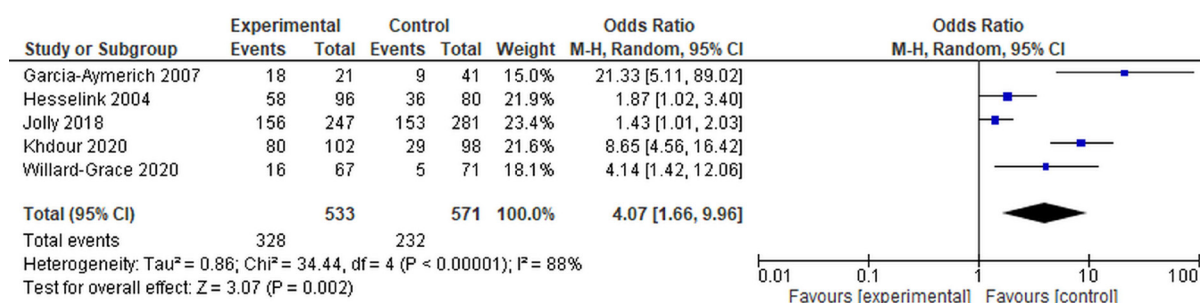 Experimental Control Odds Ratio Odds Ratio
Study or Subgroup Events Total Events Total Weight M-H, Random, 95% CI M-H, Random, 95% CI
Garcia-Aymerich 2007 18 21 9 41 15.0% 21.33 [5.11, 89.02]
Hesselink 2004 58 96 36 80 21.9% 1.87 [1.02, 3.40]
Jolly 2018 156 247 153 281 23.4% 1.43 [1.01, 2.03]
Khdour 2020 80 102 29 98 21.6% 8.65 [4.56, 16.42]
Willard-Grace 2020 16 67 5 71 18.1% 4.14 [1.42, 12.06]
Total (95% CI) 533 571 100.0% 4.07 [1.66, 9.96]
Total events 328 232
Heterogeneity: Tau² = 0.86; Chi² = 34.44, df = 4 (P < 0.00001); I² = 88%
Test for overall effect: Z = 3.07 (P = 0.002)
0.01 0.1 1 10 100
Favours [experimental] Favours [control]